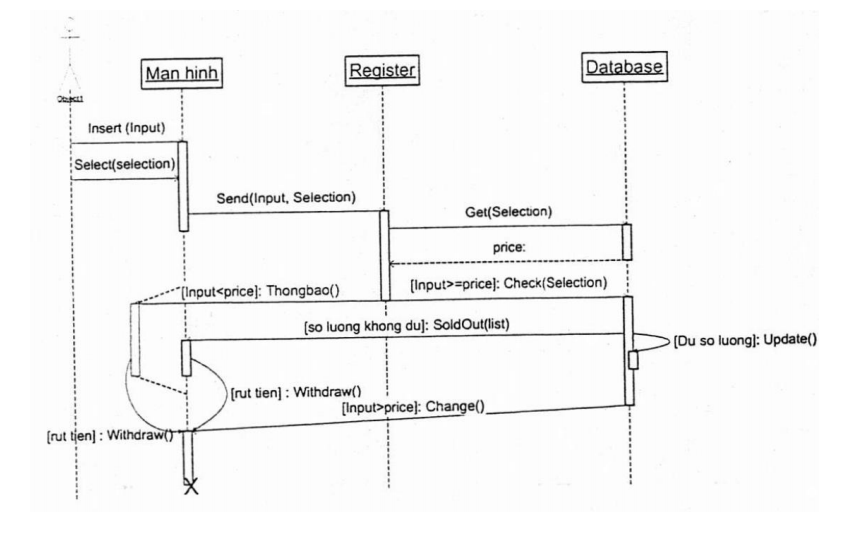 Man hinh
Register
Database
Object1
Insert (Input)
Select(selection)
Send(Input, Selection)
Get(Selection)
price:
[Input<price]: Thongbao()
[Input>=price]: Check(Selection)
[so luong khong du]: SoldOut(list)
[Du so luong]: Update()
[rut tien] : Withdraw()
[Input>price]: Change()
[rut tien] : Withdraw()